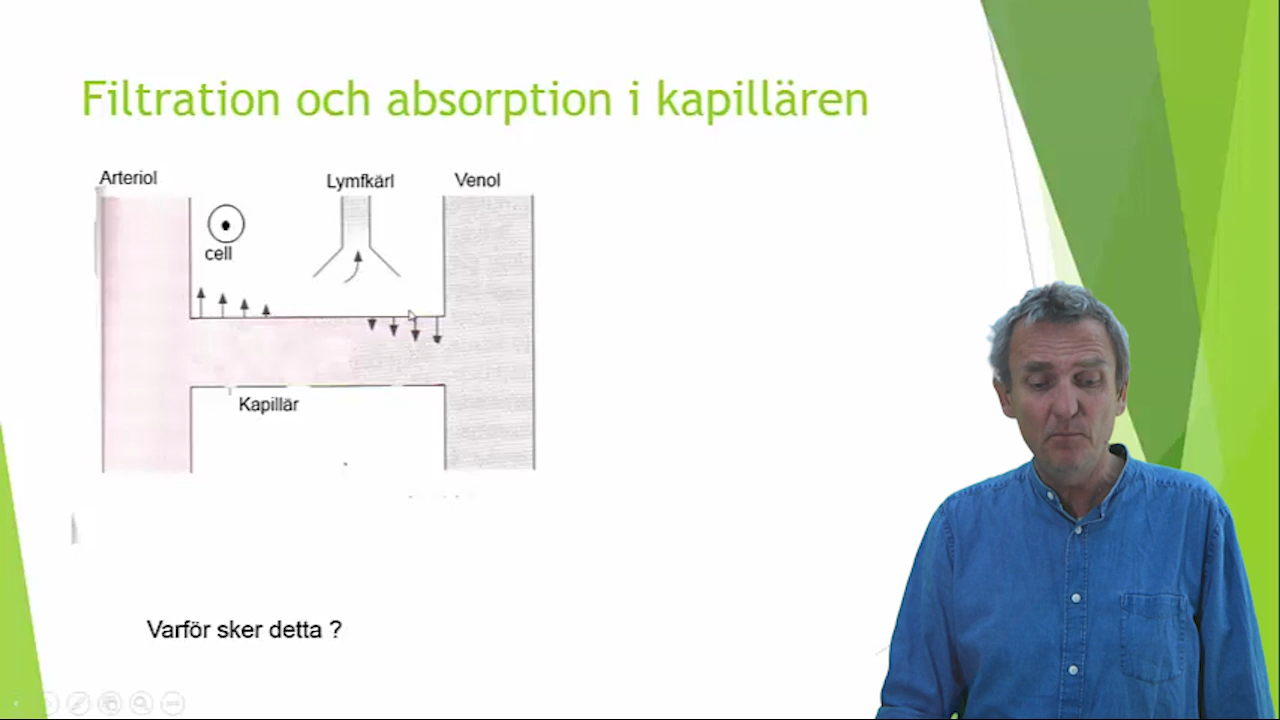 Filtration och absorption i kapillären
Arteriol
Lymfkärl
Venol
cell
Kapillär
Varför sker detta ?